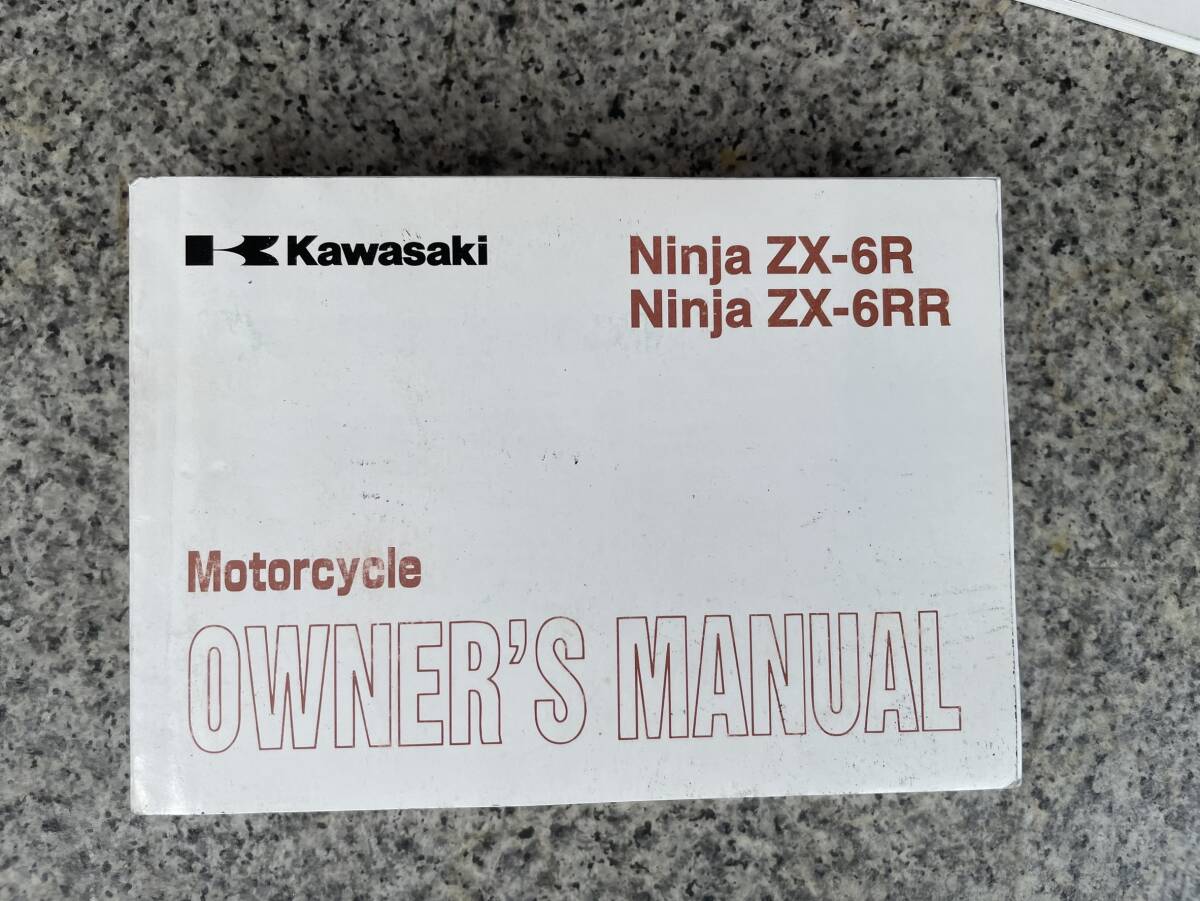 Kawasaki
Ninja ZX-6R
Ninja ZX-6RR
Motorcycle
OWNER'S MANUAL